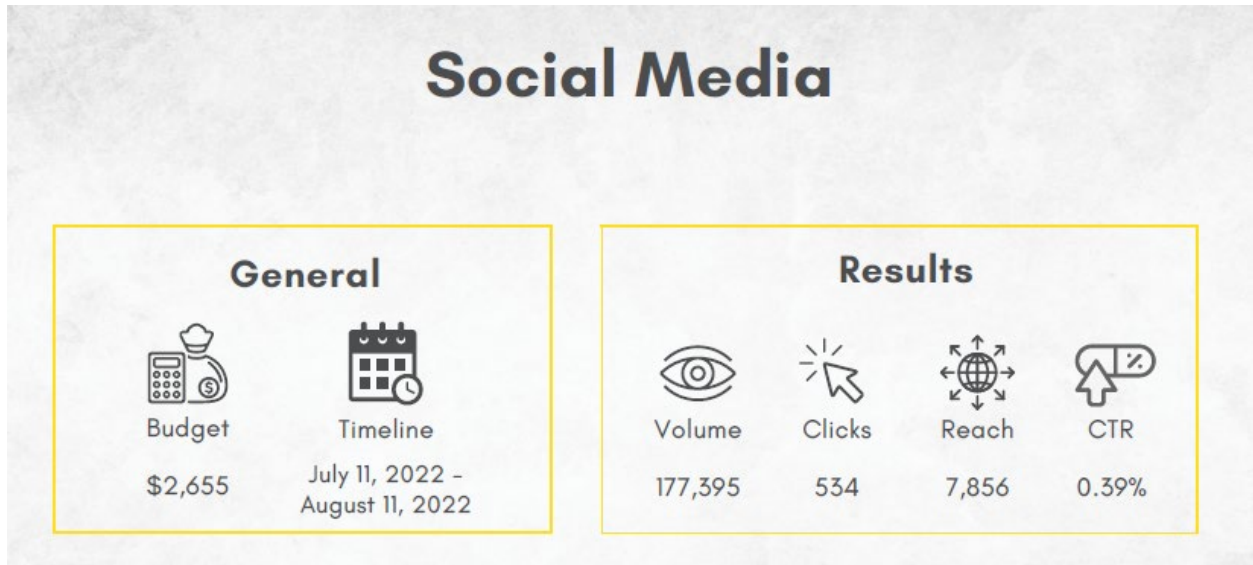 Social Media
General
Budget
Timeline
$2,655
July 11, 2022 -
August 11, 2022
Results
Volume
Clicks
Reach
CTR
177,395
534
7,856
0.39%